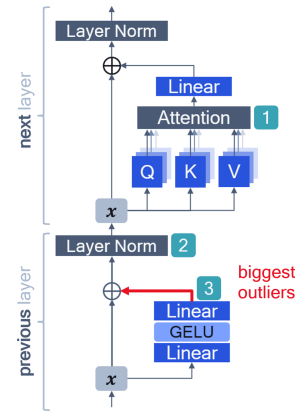 Layer Norm
Linear
Attention
1
Q
K
V
next layer
x
Layer Norm
2
3
biggest
outliers
Linear
GELU
Linear
previous layer
x